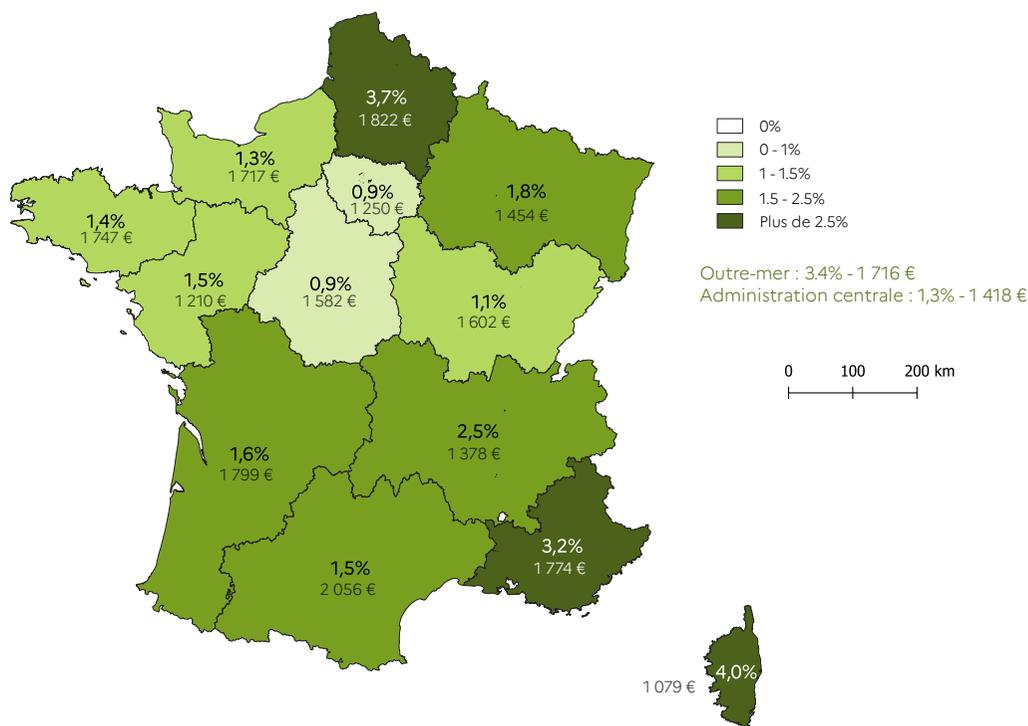 3,7%
1 822 €
1,3%
1 717 €
0,9%
1 250 €
1,8%
1 454 €
1,4%
1 747 €
1,5%
1 210 €
0,9%
1 582 €
1,1%
1 602 €
2,5%
1 378 €
1,6%
1 799 €
3,2%
1 774 €
1,5%
2 056 €
4,0%
1 079 €
0%
0 - 1%
1 - 1.5%
1.5 - 2.5%
Plus de 2.5%
Outre-mer : 3.4% - 1 716 €
Administration centrale : 1,3% - 1 418 €
0 100 200 km